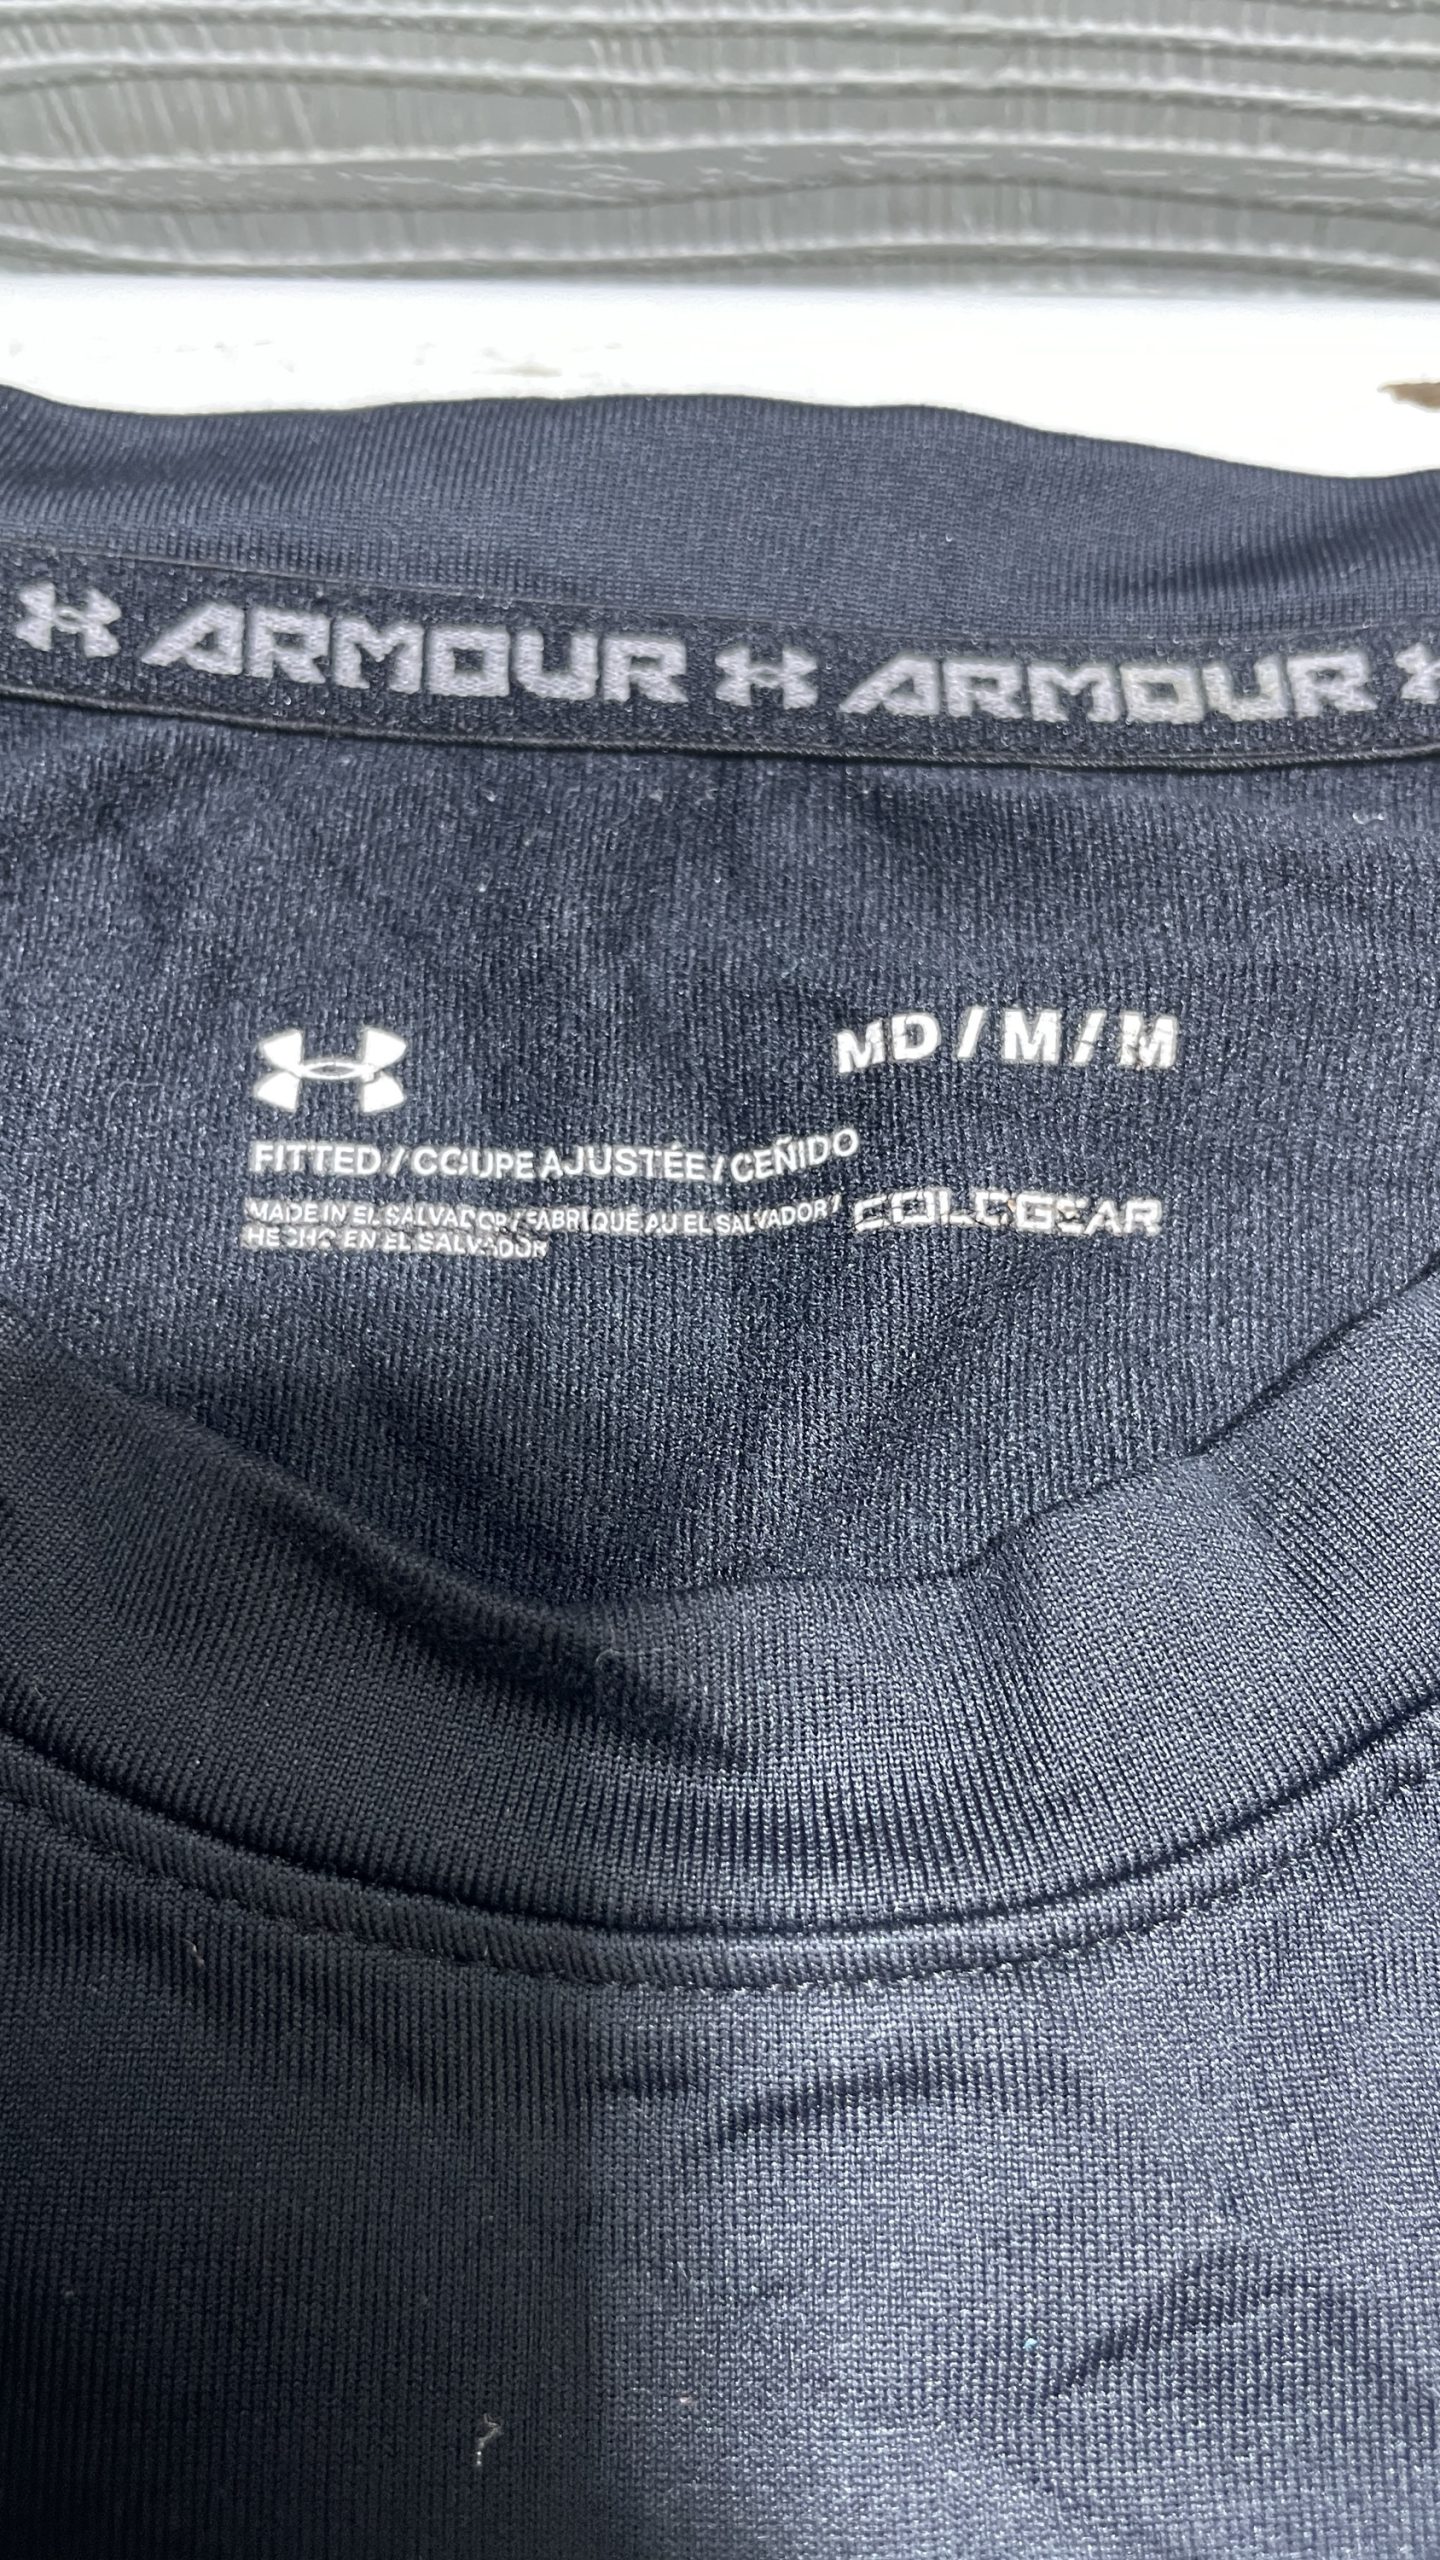 ARMOUR ARMOUR
MD / M / M
FITTED / COUPE AJUSTÉE / CEÑIDO
MADE IN EL SALVADOR / FABRIQUÉ AU EL SALVADOR /
HECHO EN EL SALVADOR
COLDGEAR